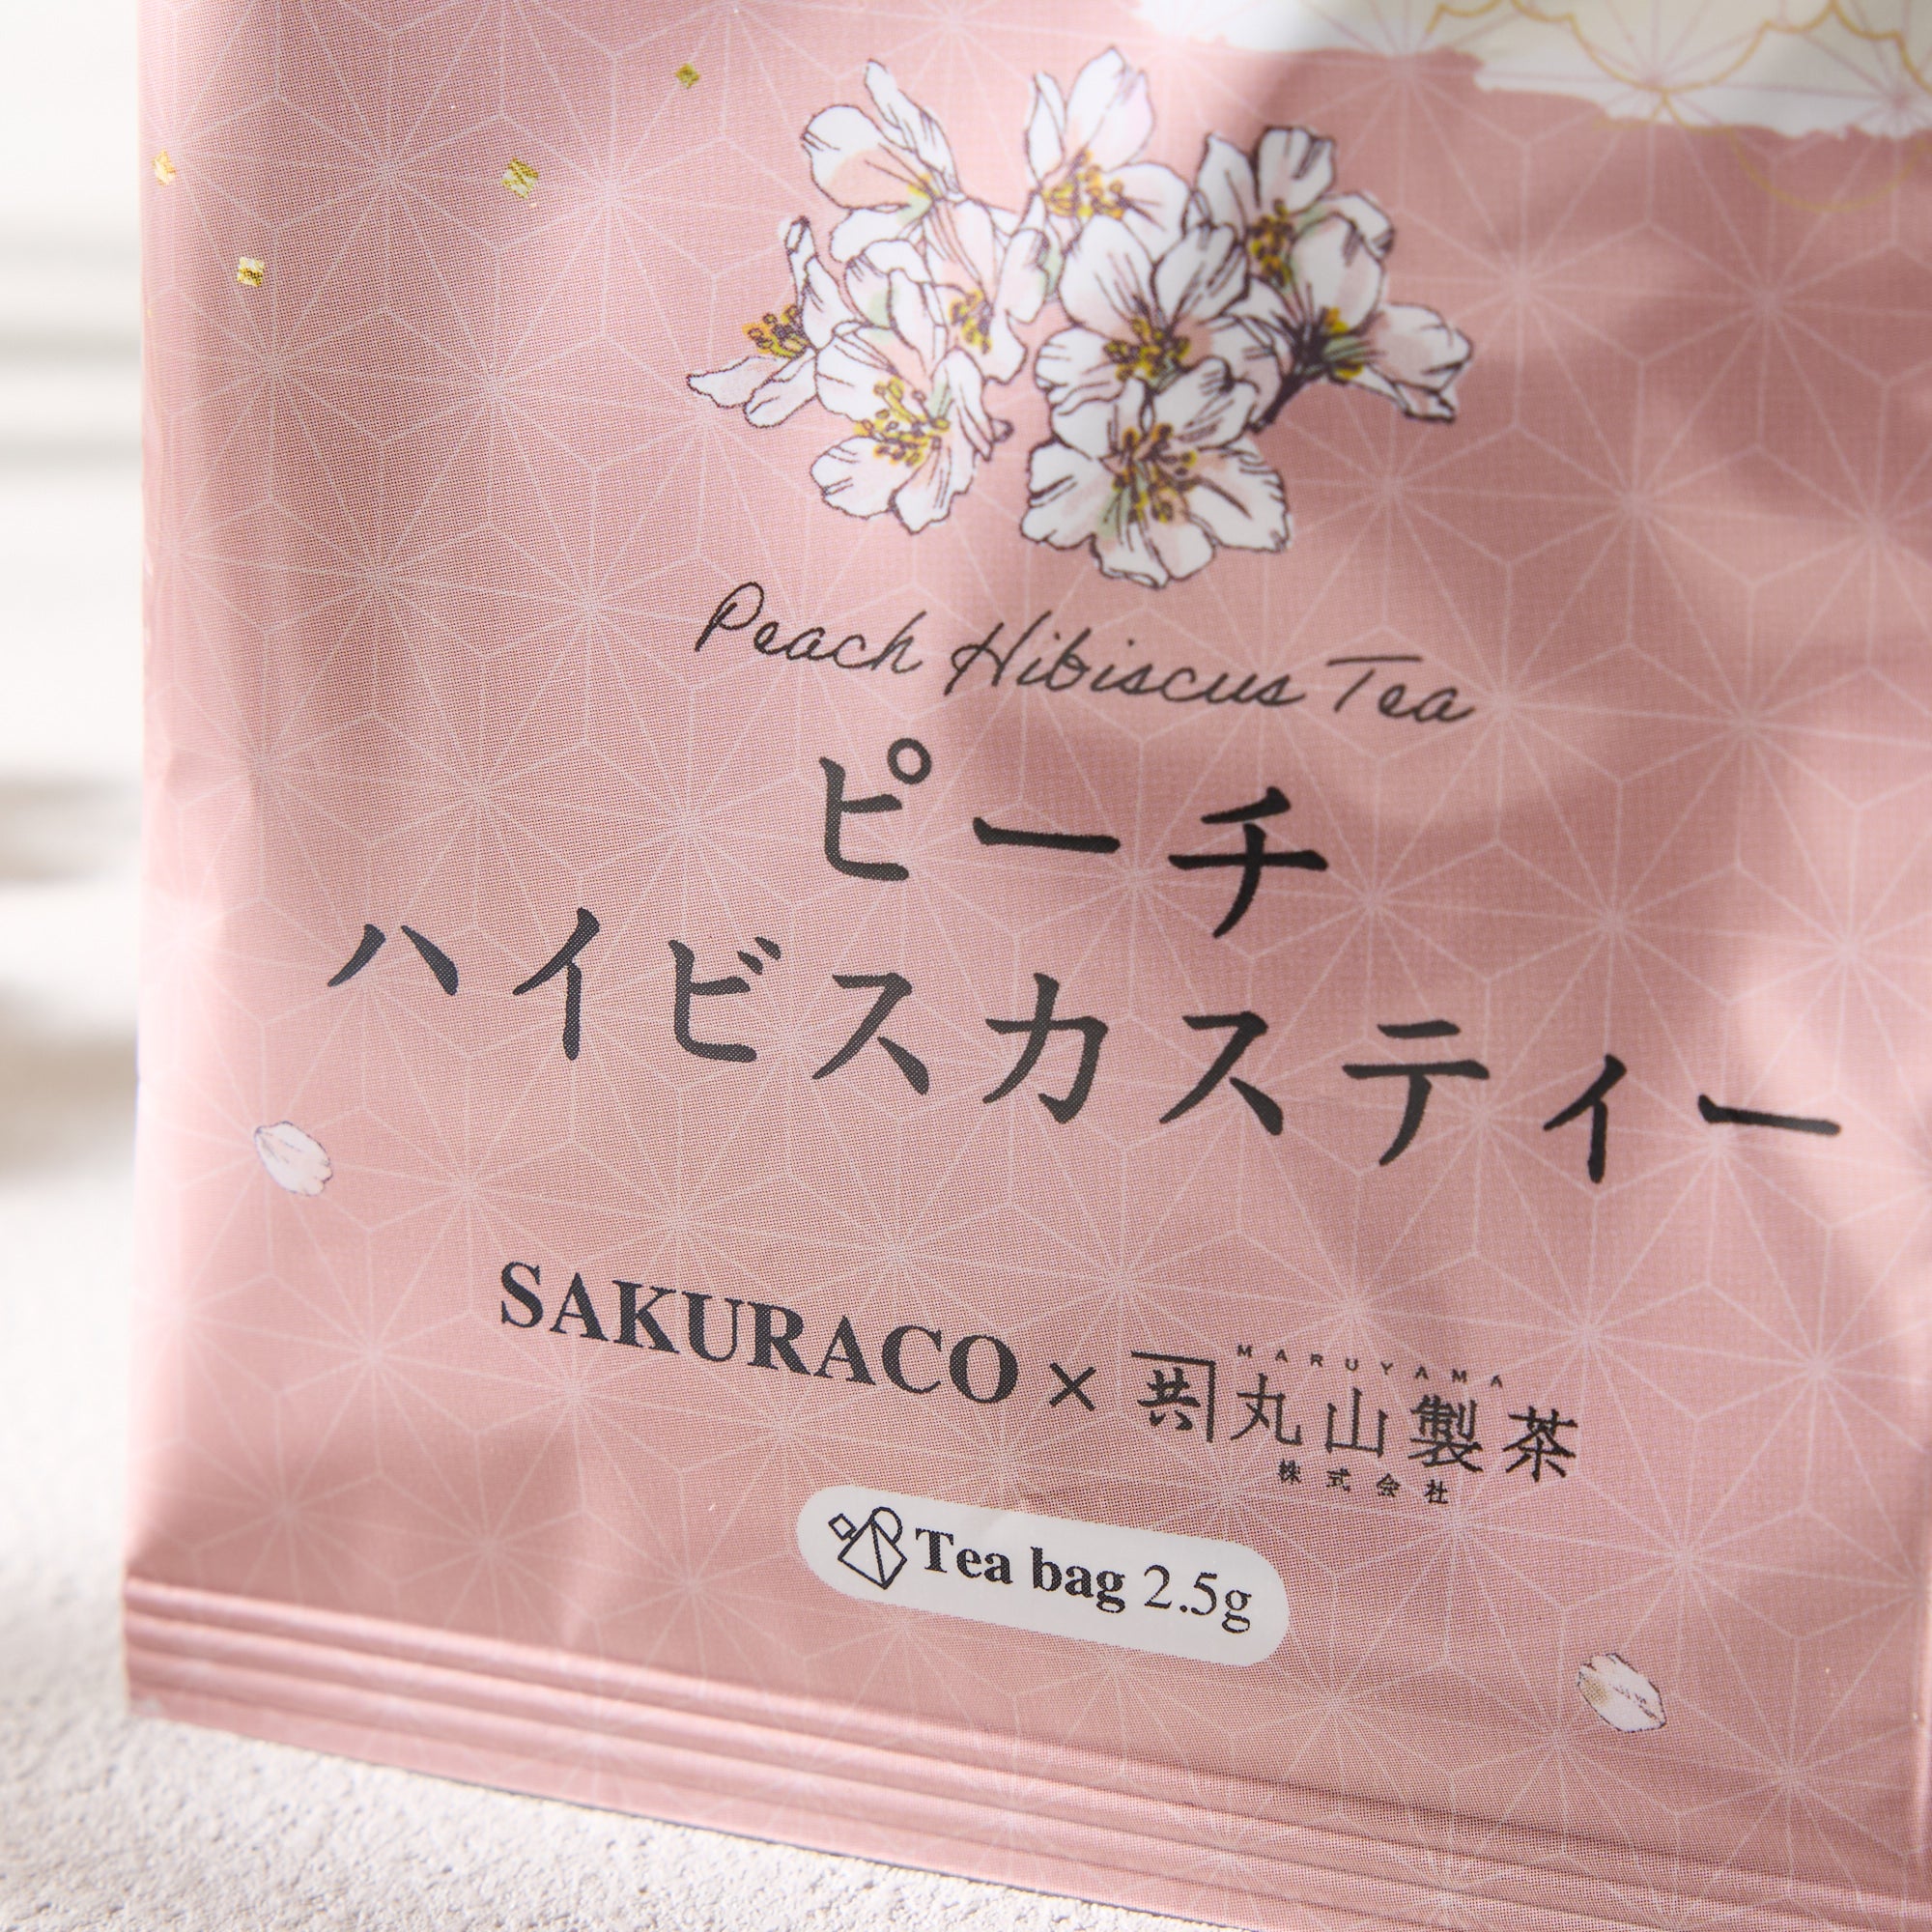 Peach Hibiscus Tea
ピーチ
ハイビスカスティー
SAKURACO × 共 MARUYAMA
丸山製茶
株式会社
Tea bag 2.5g